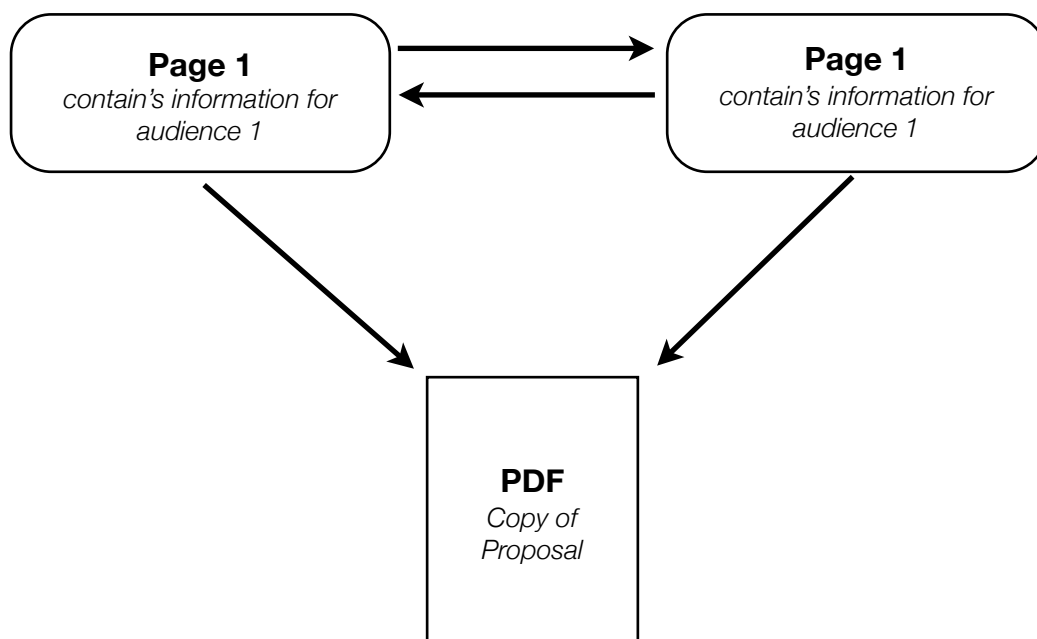 Page 1
contain's information for
audience 1
Page 1
contain's information for
audience 1
PDF
Copy of
Proposal